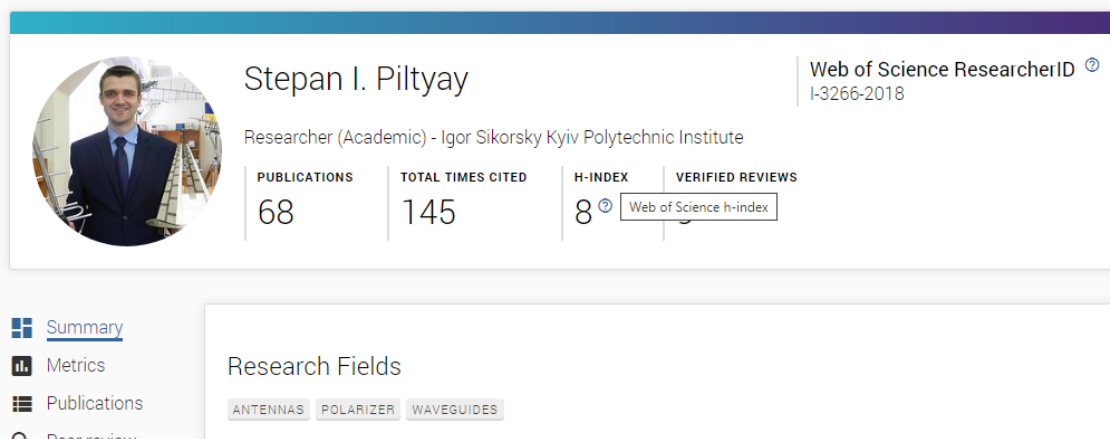 Stepan I. Piltyay
Web of Science ResearcherID
I-3266-2018
Researcher (Academic) - Igor Sikorsky Kyiv Polytechnic Institute
PUBLICATIONS
68
TOTAL TIMES CITED
145
H-INDEX
8
VERIFIED REVIEWS
Web of Science h-index
Summary
Metrics
Publications
Research Fields
ANTENNAS
POLARIZER
WAVEGUIDES